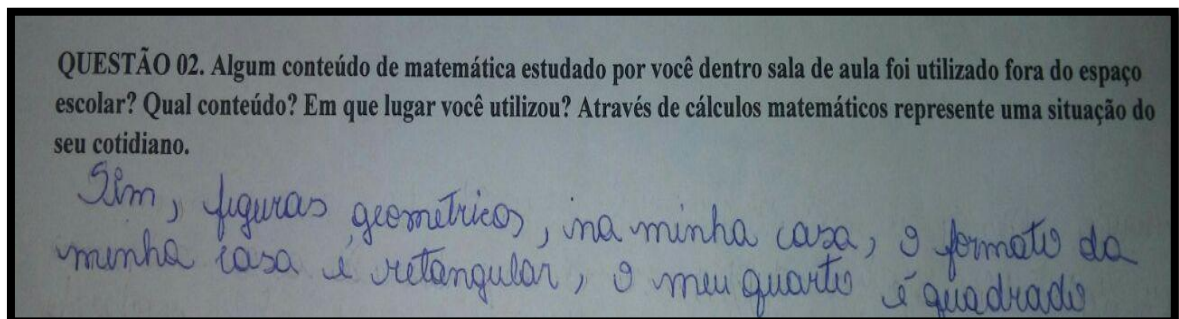 QUESTÃO 02. Algum conteúdo de matemática estudado por você dentro sala de aula foi utilizado fora do espaço
escolar? Qual conteúdo? Em que lugar você utilizou? Através de cálculos matemáticos represente uma situação do
seu cotidiano.
Sim, figuras geometricos, na minha casa, o formato da
minha casa é retangular, o meu quarto é quadrado